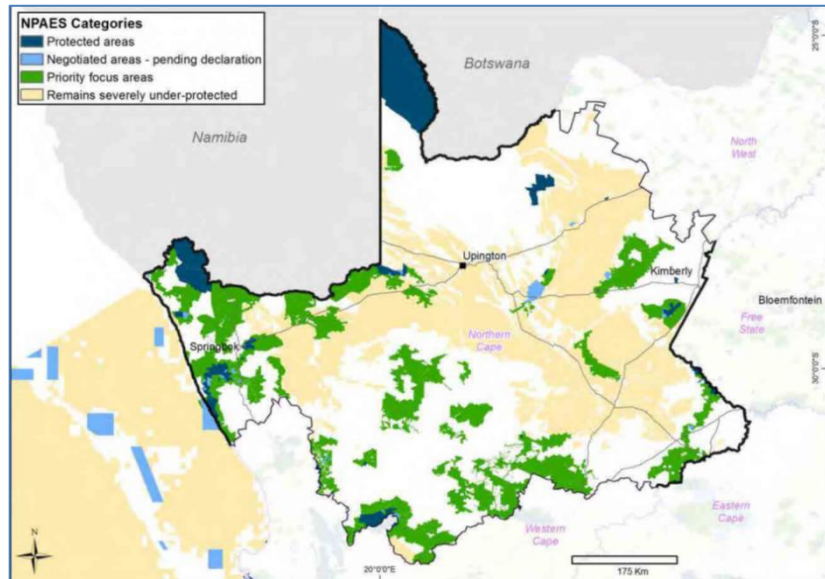 NPAES Categories
Protected areas
Negotiated areas - pending declaration
Priority focus areas
Remains severely under-protected
Botswana
25°0'0"S
Namibia
North
West
Upington
Kimberly
Bloemfontein
Free
State
Northern
Cape
Springbok
30°0'0"S
Eastern
Cape
Western
Cape
N
20°0'0"E
175 Km